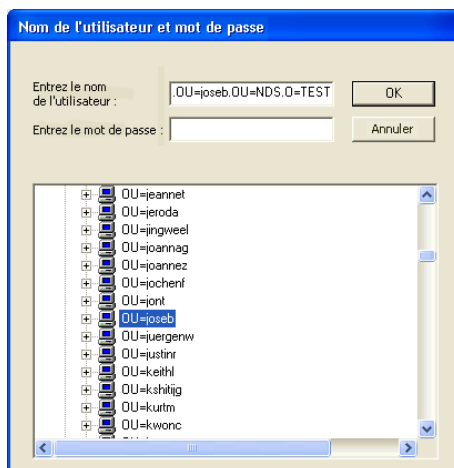 Nom de l'utilisateur et mot de passe
Entrez le nom
de l'utilisateur :
.OU=joseb.OU=NDS.O=TEST
OK
Entrez le mot de passe :
Annuler
OU=jeannet
OU=jeroda
OU=jingweel
OU=joannag
OU=joannez
OU=jochenf
OU=jont
OU=joseb
OU=juergenw
OU=justinr
OU=keithl
OU=kshitijg
OU=kurtm
OU=kwonc